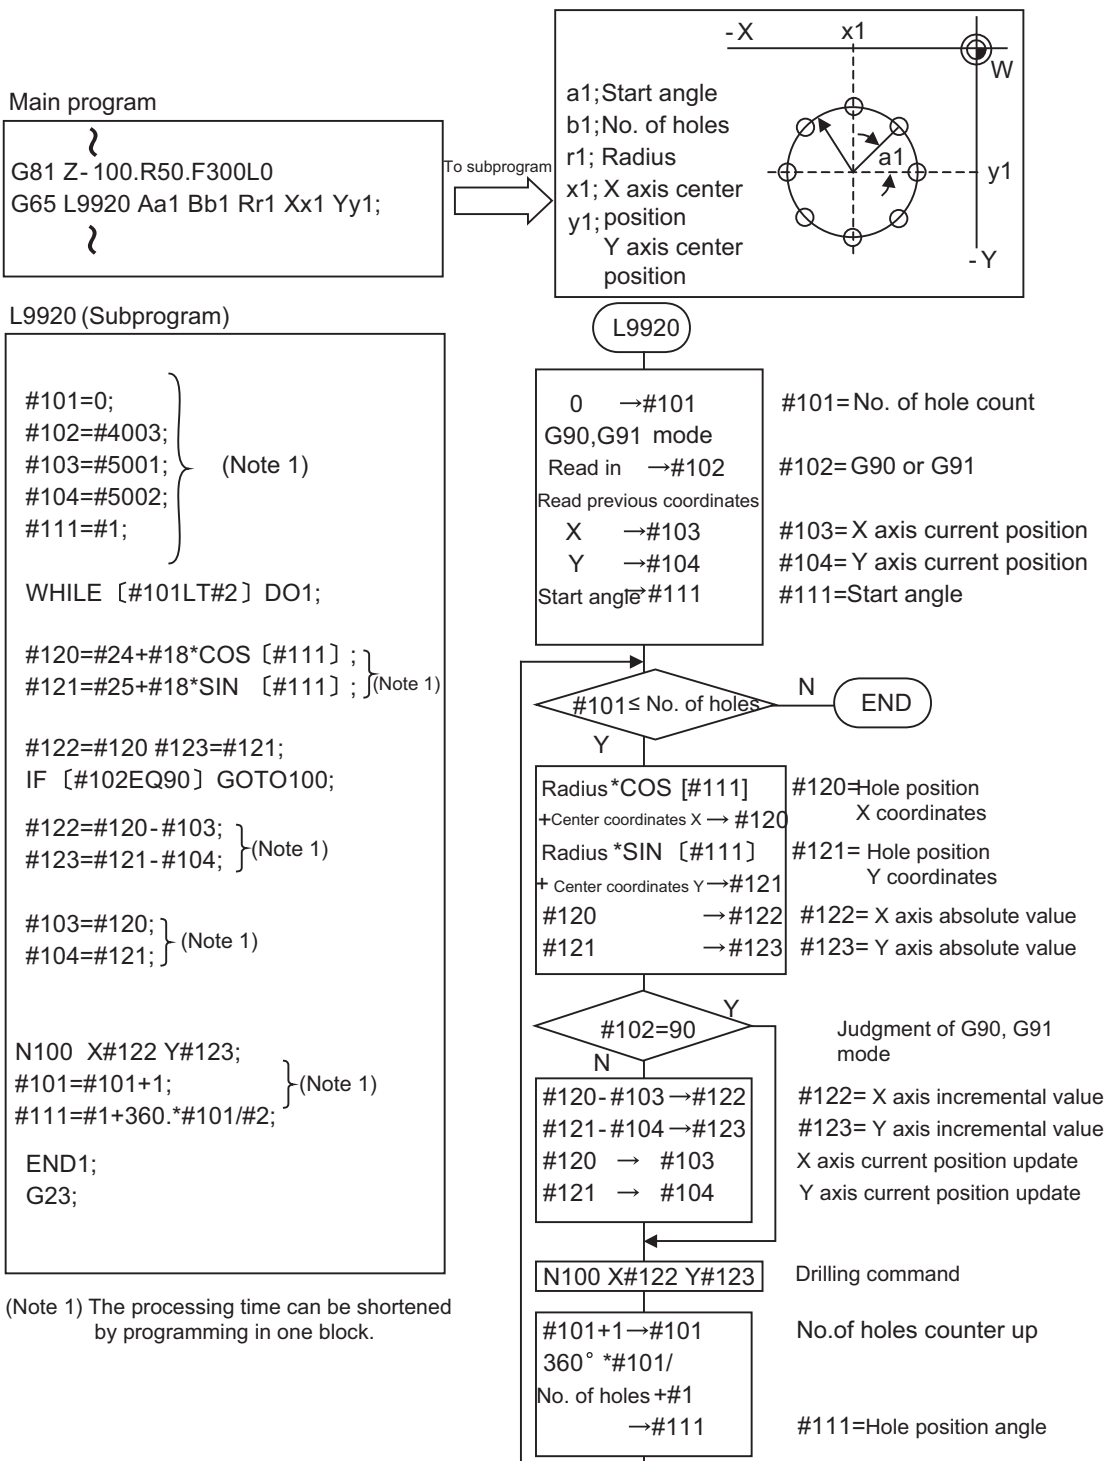 Main program
G81 Z-100.R50.F300L0
G65 L9920 Aa1 Bb1 Rr1 Xx1 Yy1;
To subprogram
a1;Start angle
b1;No. of holes
r1; Radius
x1; X axis center
position
y1;
Y axis center
position
-X
x1
W
a1
y1
-Y
L9920 (Subprogram)
#101=0;
#102=#4003;
#103=#5001;
#104=#5002;
#111=#1;
(Note 1)
WHILE〔#101LT#2〕DO1;
#120=#24+#18*COS〔#111〕;
#121=#25+#18*SIN 〔#111〕;
(Note 1)
#122=#120 #123=#121;
IF〔#102EQ90〕GOTO100;
#122=#120-#103;
#123=#121-#104;
(Note 1)
#103=#120;
#104=#121;
(Note 1)
N100 X#122 Y#123;
#101=#101+1;
#111=#1+360.*#101/#2;
(Note 1)
END1;
G23;
(Note 1) The processing time can be shortened
by programming in one block.
L9920
0 →#101
G90,G91 mode
Read in →#102
Read previous coordinates
X →#103
Y →#104
Start angle→#111
#101=No. of hole count
#102=G90 or G91
#103=X axis current position
#104=Y axis current position
#111=Start angle
#101≤ No. of holes
N
END
Y
Radius*COS [#111]
+Center coordinates X → #120
Radius*SIN〔#111〕
+ Center coordinates Y→#121
#120 →#122
#121 →#123
#120=Hole position
X coordinates
#121= Hole position
Y coordinates
#122= X axis absolute value
#123= Y axis absolute value
#102=90
Y
N
Judgment of G90, G91
mode
#120-#103→#122
#121-#104→#123
#120 → #103
#121 → #104
#122= X axis incremental value
#123= Y axis incremental value
X axis current position update
Y axis current position update
N100 X#122 Y#123
Drilling command
#101+1→#101
360° *#101/
No. of holes +#1
→#111
No.of holes counter up
#111=Hole position angle